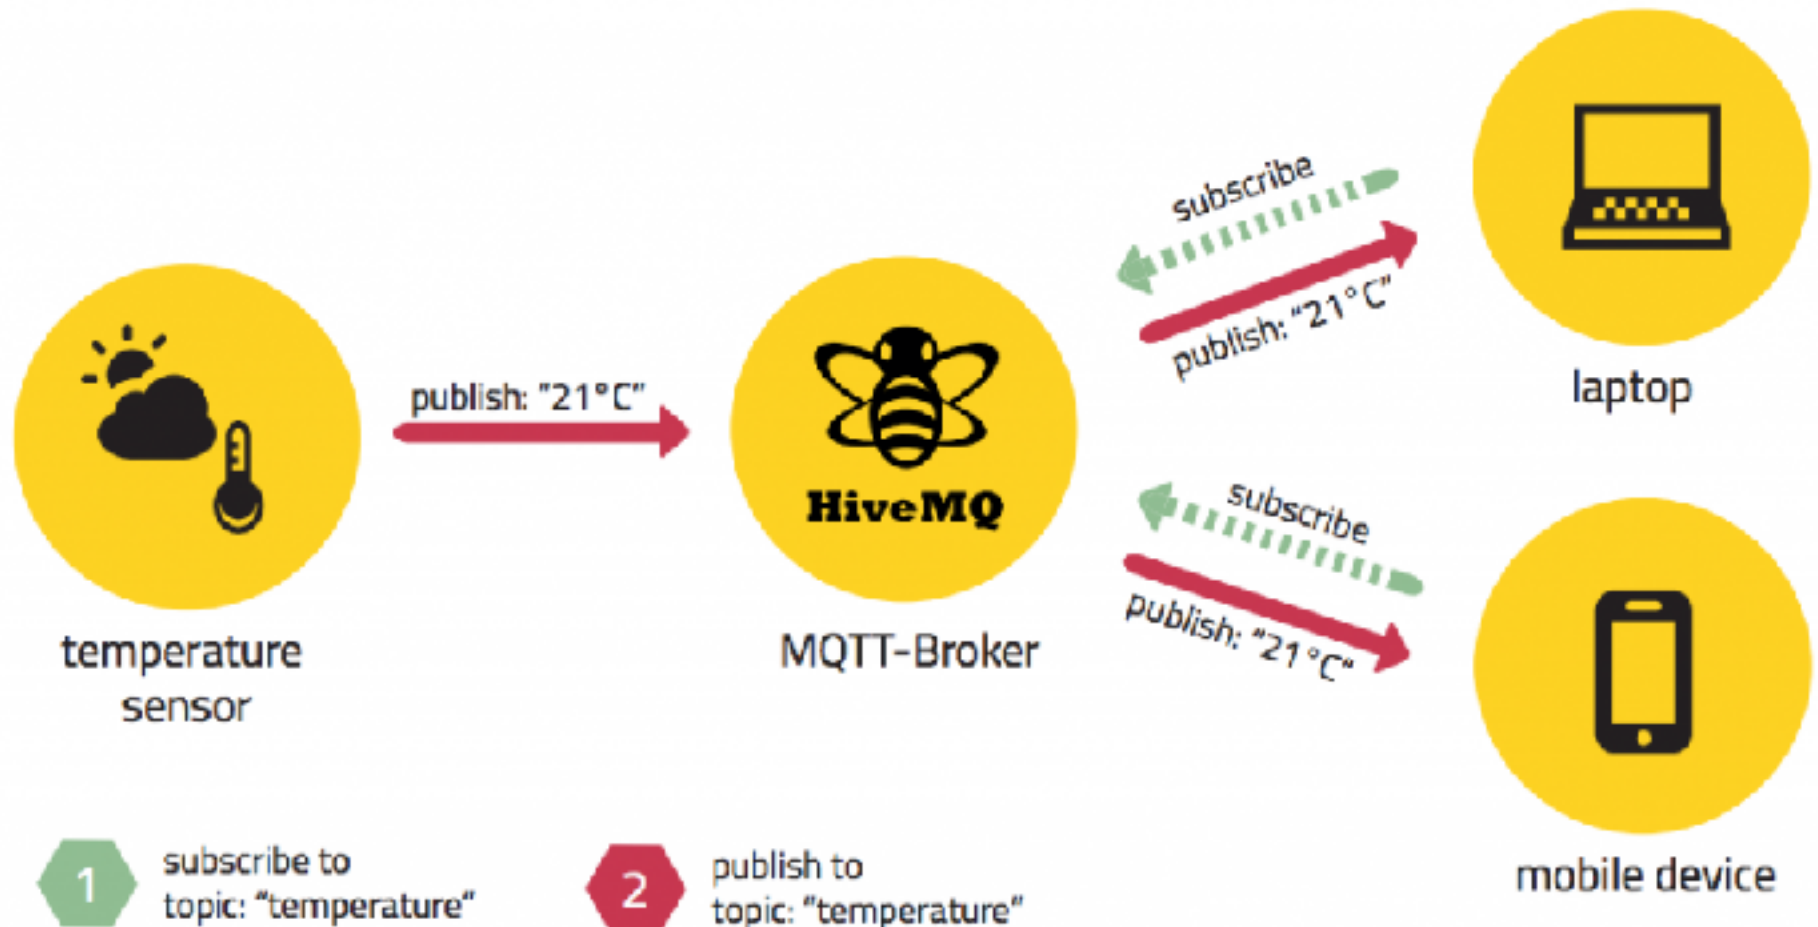 subscribe
publish: "21°C"
laptop
publish: "21°C"
HiveMQ
MQTT-Broker
temperature
sensor
subscribe
publish: "21°C"
mobile device
1
subscribe to
topic: "temperature"
2
publish to
topic: "temperature"